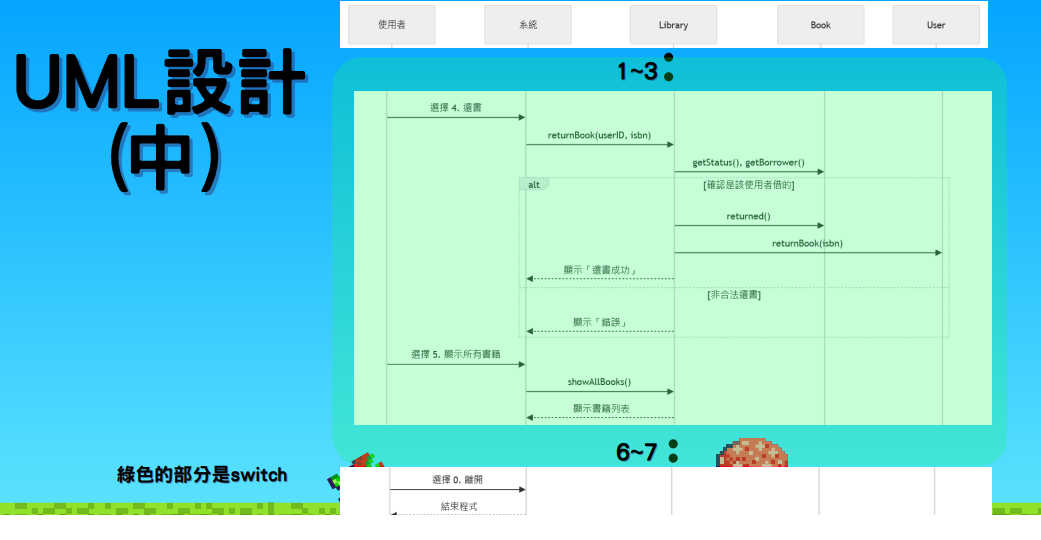 使用者
系統
Library
Book
User
UML設計
(中)
1~3:
選擇 4. 還書
returnBook(userID, isbn)
getStatus(), getBorrower()
alt
[確認是該使用者借的]
returned()
returnBook(isbn)
顯示「還書成功」
[非合法還書]
顯示「錯誤」
選擇 5. 顯示所有書籍
showAllBooks()
顯示書籍列表
6~7:
綠色的部分是switch
選擇 0. 離開
結束程式